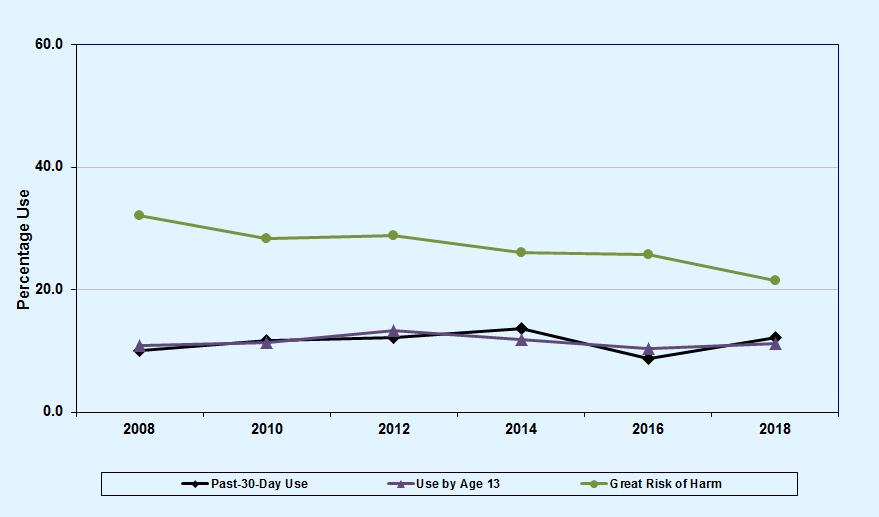 60.0
40.0
20.0
0.0
Percentage Use
2008 2010 2012 2014 2016 2018
Past-30-Day Use Use by Age 13 Great Risk of Harm